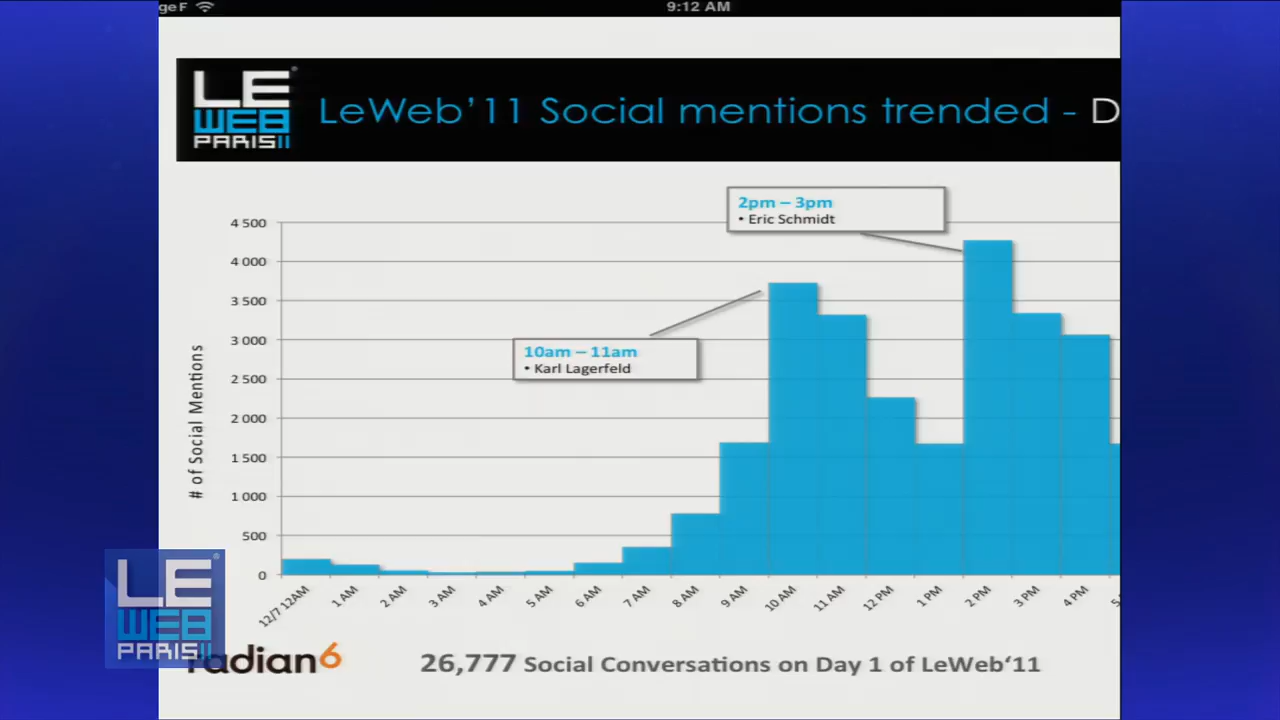 geF 9:12 AM
LE
WEB
PARIS11
LeWeb'11 Social mentions trended - D
2pm – 3pm
• Eric Schmidt
10am – 11am
• Karl Lagerfeld
# of Social Mentions
4 500
4 000
3 500
3 000
2 500
2 000
1 500
1 000
500
0
12/7 12AM
1 AM
2 AM
3 AM
4 AM
5 AM
6 AM
7 AM
8 AM
9 AM
10 AM
11 AM
12 PM
1 PM
2 PM
3 PM
4 PM
5
LE
WEB
PARIS11
radian6
26,777 Social Conversations on Day 1 of LeWeb'11